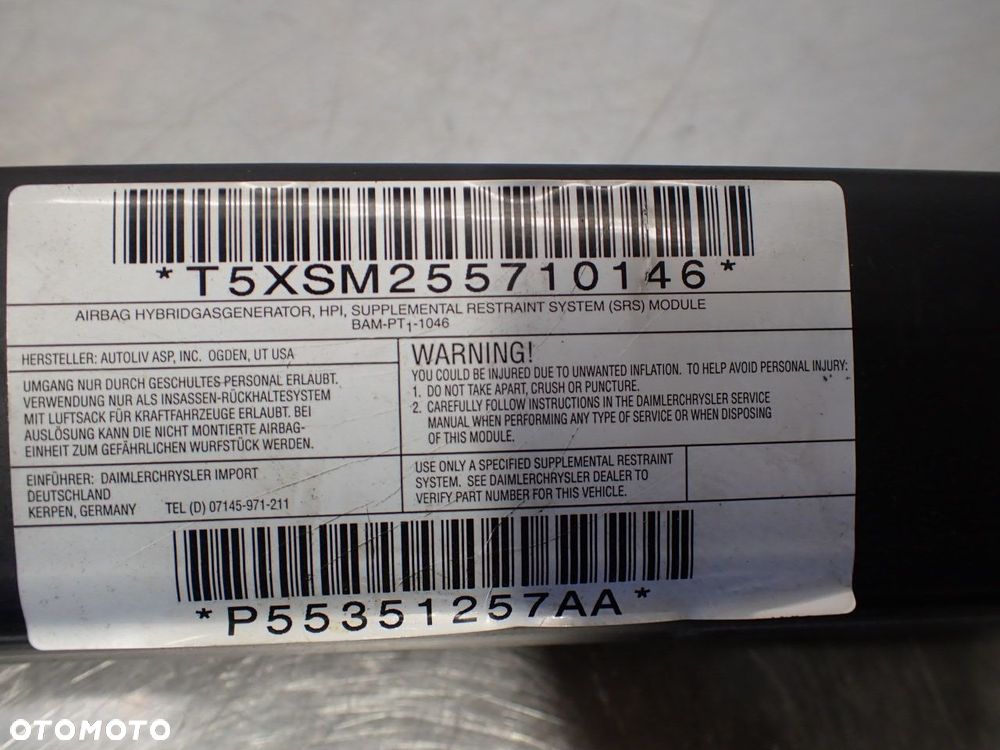 *T5XSM255710146*
AIRBAG HYBRIDGASGENERATOR, HPI, SUPPLEMENTAL RESTRAINT SYSTEM (SRS) MODULE
BAM-PT1-1046
HERSTELLER: AUTOLIV ASP, INC. OGDEN, UT USA
UMGANG NUR DURCH GESCHULTES PERSONAL ERLAUBT.
VERWENDUNG NUR ALS INSASSEN-RÜCKHALTESYSTEM
MIT LUFTSACK FÜR KRAFTFAHRZEUGE ERLAUBT. BEI
AUSLÖSUNG KANN DIE NICHT MONTIERTE AIRBAG-
EINHEIT ZUM GEFÄHRLICHEN WURFSTÜCK WERDEN.
EINFÜHRER: DAIMLERCHRYSLER IMPORT
DEUTSCHLAND
KERPEN, GERMANY TEL (D) 07145-971-211
WARNING!
YOU COULD BE INJURED DUE TO UNWANTED INFLATION. TO HELP AVOID PERSONAL INJURY:
1. DO NOT TAKE APART, CRUSH OR PUNCTURE.
2. CAREFULLY FOLLOW INSTRUCTIONS IN THE DAIMLERCHRYSLER SERVICE
MANUAL WHEN PERFORMING ANY TYPE OF SERVICE OR WHEN DISPOSING
OF THIS MODULE.
USE ONLY A SPECIFIED SUPPLEMENTAL RESTRAINT
SYSTEM. SEE DAIMLERCHRYSLER DEALER TO
VERIFY PART NUMBER FOR THIS VEHICLE.
*P55351257AA*
OTOMOTO